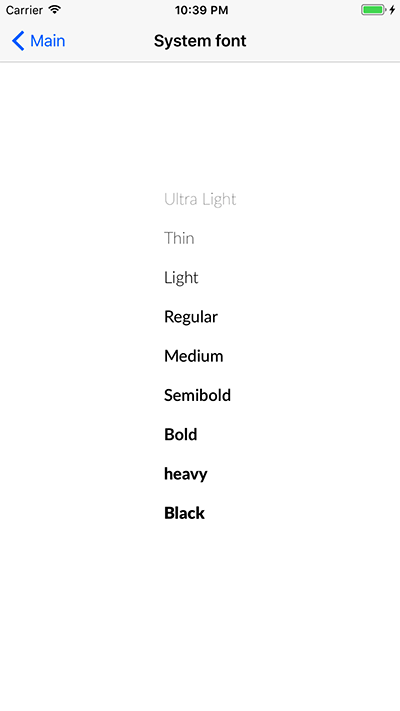 Carrier 10:39 PM
Main System font
Ultra Light
Thin
Light
Regular
Medium
Semibold
Bold
heavy
Black